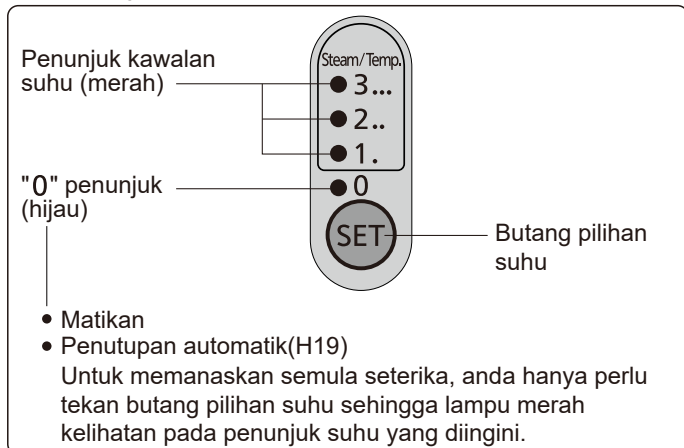 Penunjuk kawalan
suhu (merah)
Steam/Temp.
3...
2..
1.
"0" penunjuk
(hijau)
0
SET
Butang pilihan
suhu
• Matikan
• Penutupan automatik(H19)
Untuk memanaskan semula seterika, anda hanya perlu
tekan butang pilihan suhu sehingga lampu merah
kelihatan pada penunjuk suhu yang diingini.